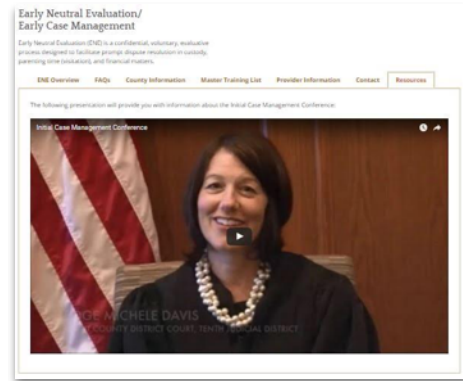 Early Neutral Evaluation/
Early Case Management
Early Neutral Evaluation (ENE) is a confidential, voluntary, evaluative
process designed to facilitate prompt dispute resolution in custody,
parenting time (visitation), and financial matters.
ENE Overview FAQs County Information Master Training List Provider Information Contact Resources
The following presentation will provide you with information about the Initial Case Management Conference:
Initial Case Management Conference
MICHELE DAVIS
COUNTY DISTRICT COURT, TENTH JUDICIAL DISTRICT